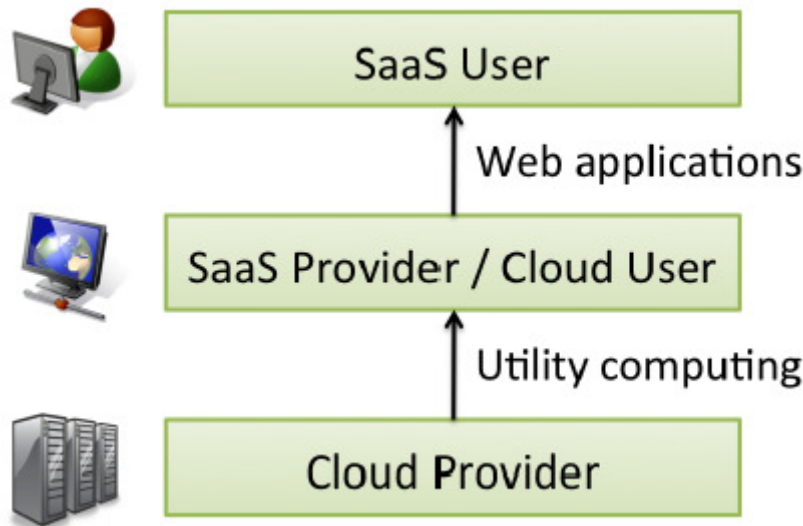 SaaS User
Web applications
SaaS Provider / Cloud User
Utility computing
Cloud Provider